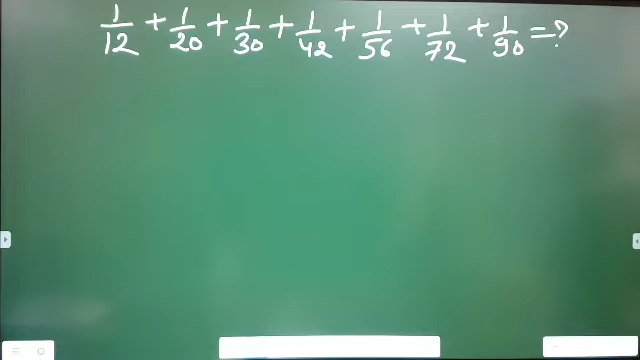 1/12 + 1/20 + 1/30 + 1/42 + 1/56 + 1/72 + 1/90 = ?